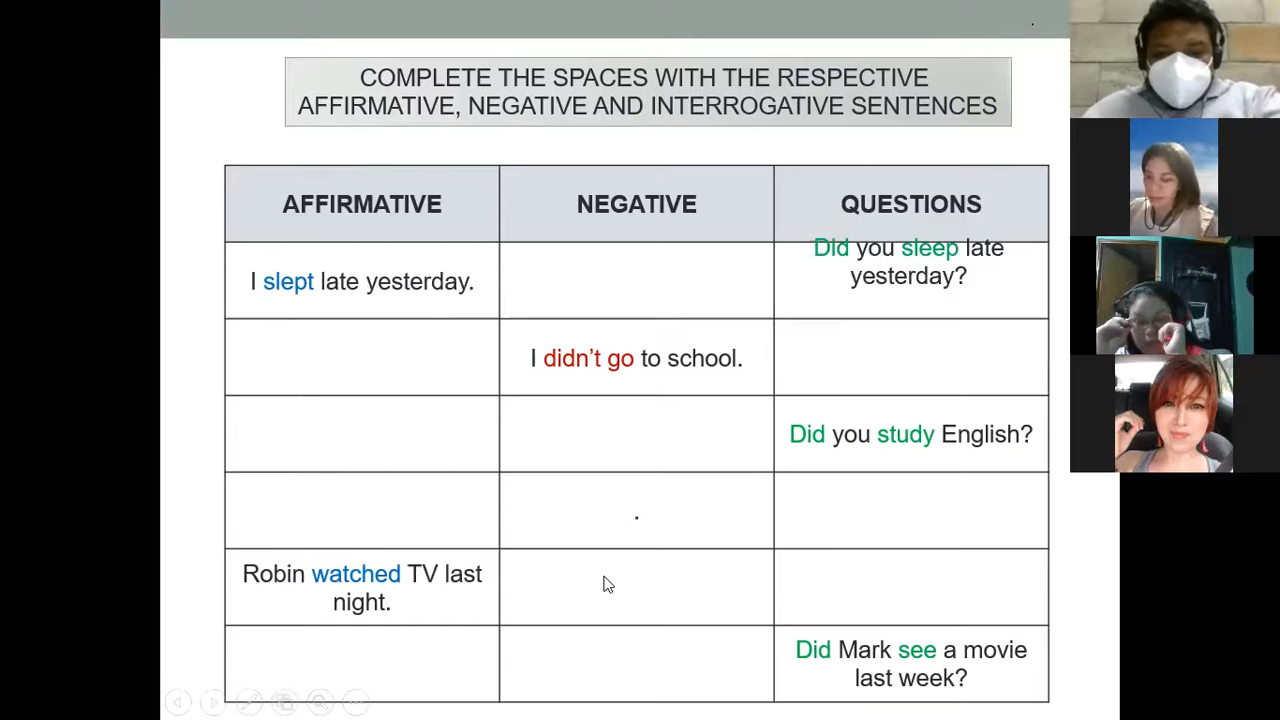 COMPLETE THE SPACES WITH THE RESPECTIVE
AFFIRMATIVE, NEGATIVE AND INTERROGATIVE SENTENCES
AFFIRMATIVE
NEGATIVE
QUESTIONS
I slept late yesterday.
Did you sleep late
yesterday?
I didn’t go to school.
Did you study English?
.
Robin watched TV last
night.
Did Mark see a movie
last week?